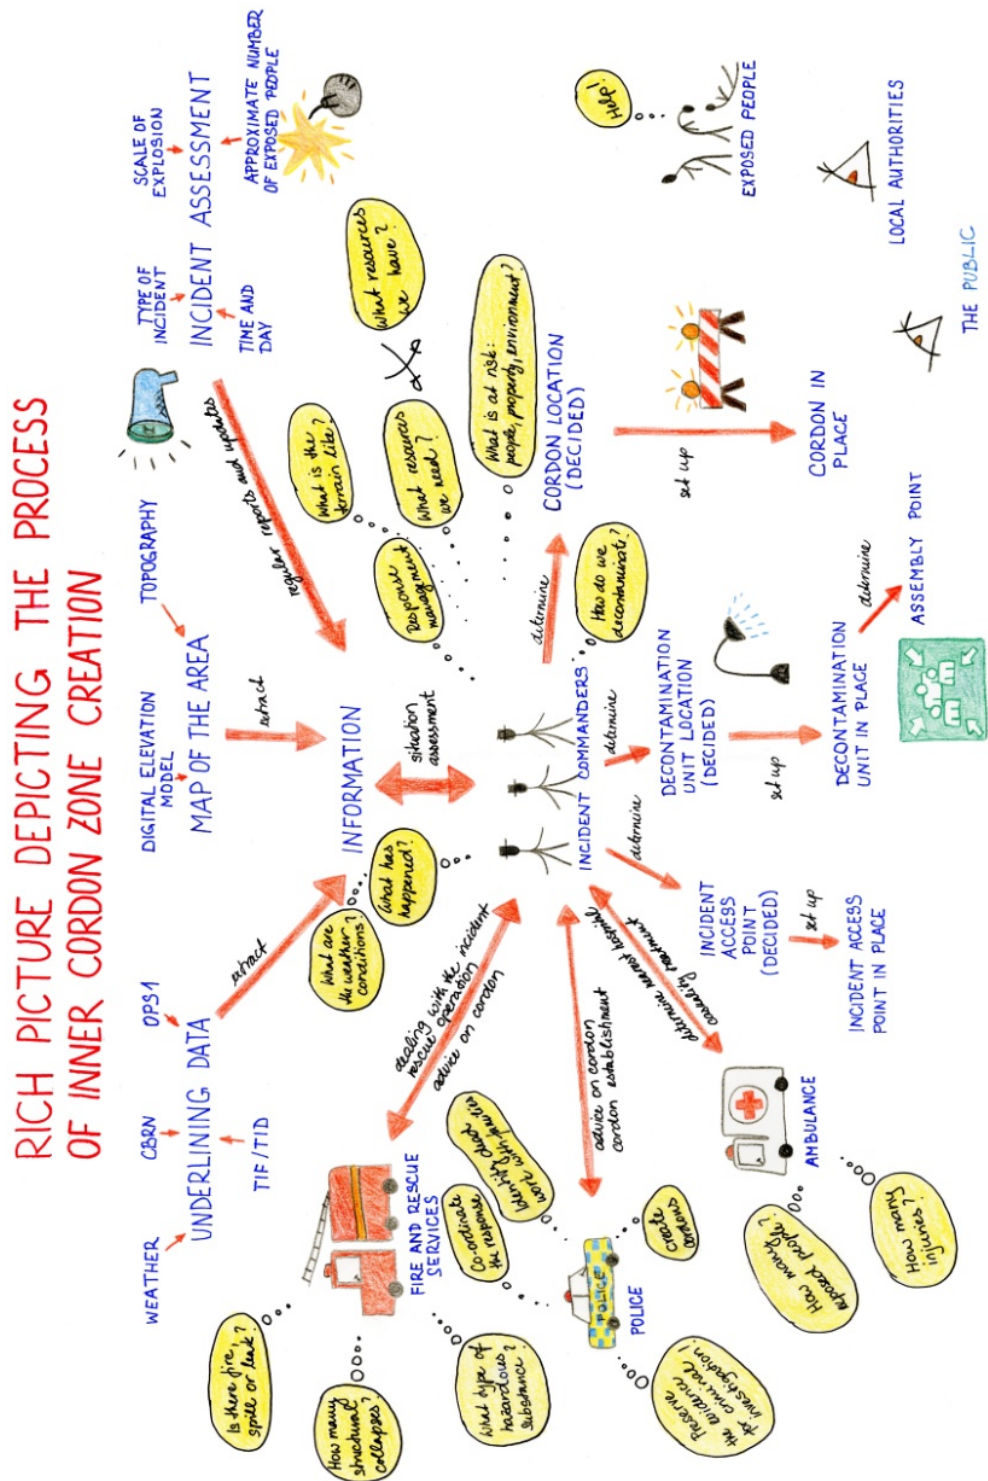 RICH PICTURE DEPICTING THE PROCESS
OF INNER CORDON ZONE CREATION
WEATHER
CBRN
OPS1
TIF/TID
UNDERLINING DATA
DIGITAL ELEVATION
MODEL
TOPOGRAPHY
MAP OF THE AREA
TYPE OF
INCIDENT
SCALE OF
EXPLOSION
INCIDENT ASSESSMENT
TIME AND
DAY
APPROXIMATE NUMBER
OF EXPOSED PEOPLE
extract
extract
regular reports and updates
Is there fire,
spill or leak?
How many
structural
collapses?
What type of
hazardous
substance?
FIRE AND RESCUE
SERVICES
What are
the weather
conditions?
What has
happened?
INFORMATION
situation
assessment
What is the
terrain like?
Response
management
What resources
we need?
What resources
we have?
What is at risk:
people, property, environment?
dealing with the incident
rescue operation
advice on cordon
Co-ordinate
the response
Identity check
work with families
Create
cordons
Preserve
the evidence
for criminal
investigation!
POLICE
POLICE
advice on cordon
cordon establishment
determine nearest hospital
casualty treatment
AMBULANCE
How many
exposed people?
How many
injuries?
INCIDENT COMMANDERS
determine
CORDON LOCATION
(DECIDED)
set up
CORDON IN
PLACE
How do we
decontaminate?
determine
DECONTAMINATION
UNIT LOCATION
(DECIDED)
set up
DECONTAMINATION
UNIT IN PLACE
determine
ASSEMBLY POINT
determine
INCIDENT
ACCESS
POINT
(DECIDED)
set up
INCIDENT ACCESS
POINT IN PLACE
Help!
EXPOSED PEOPLE
LOCAL AUTHORITIES
THE PUBLIC